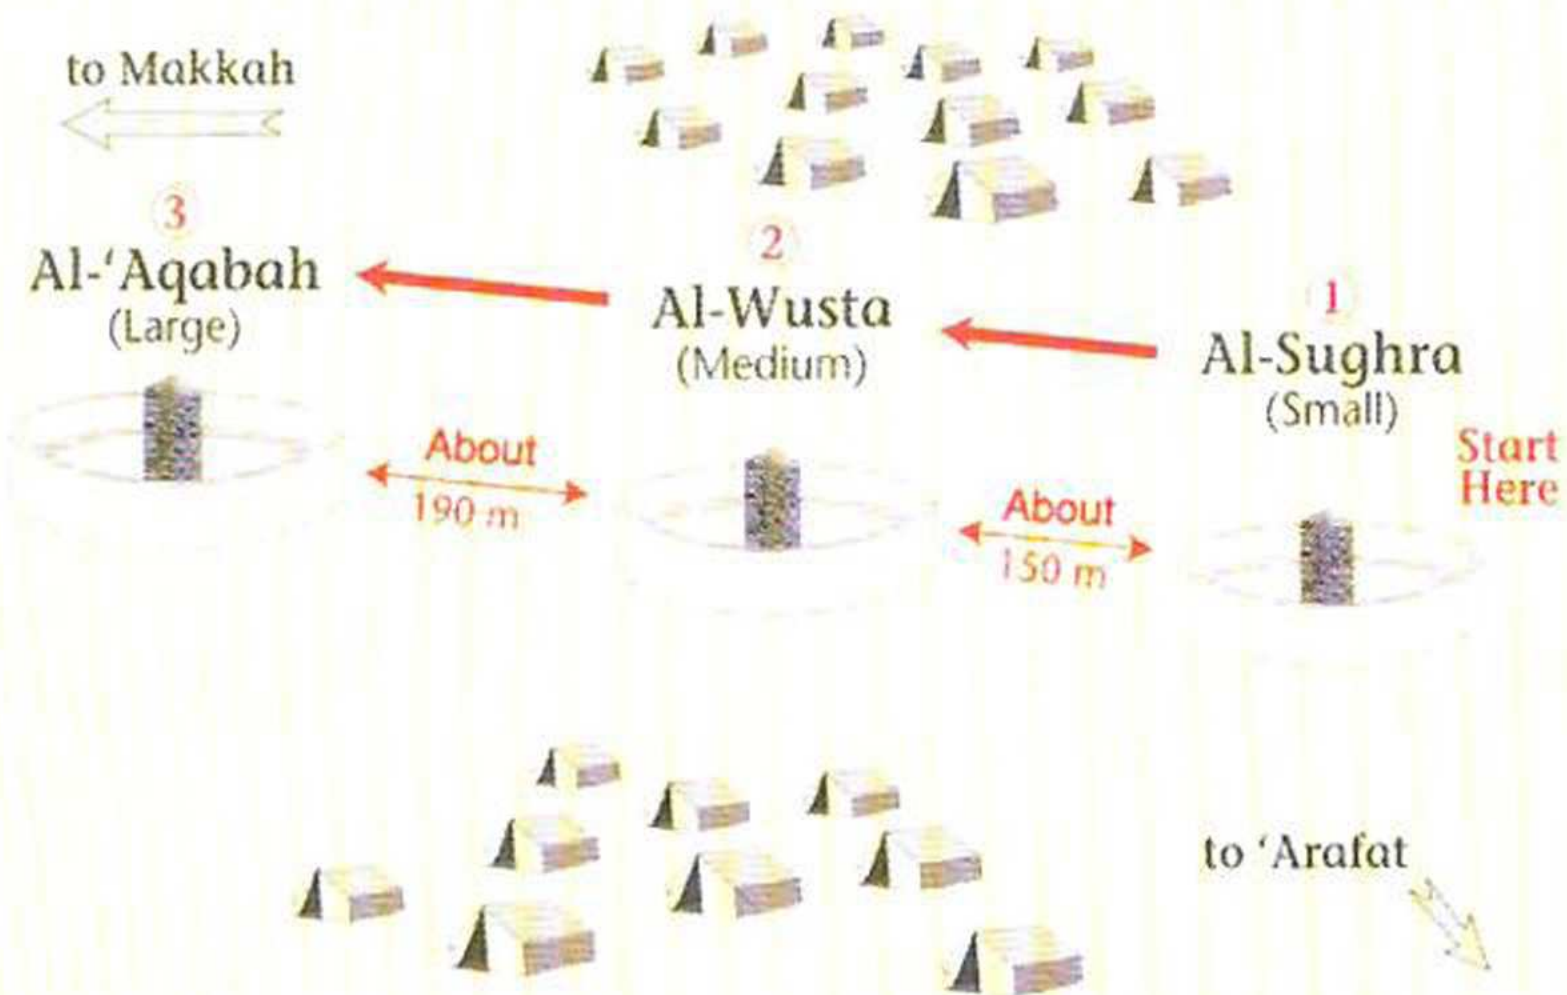 to Makkah
3
Al-‘Aqabah
(Large)
2
Al-Wusta
(Medium)
1
Al-Sughra
(Small)
Start
Here
About
190 m
About
150 m
to ‘Arafat